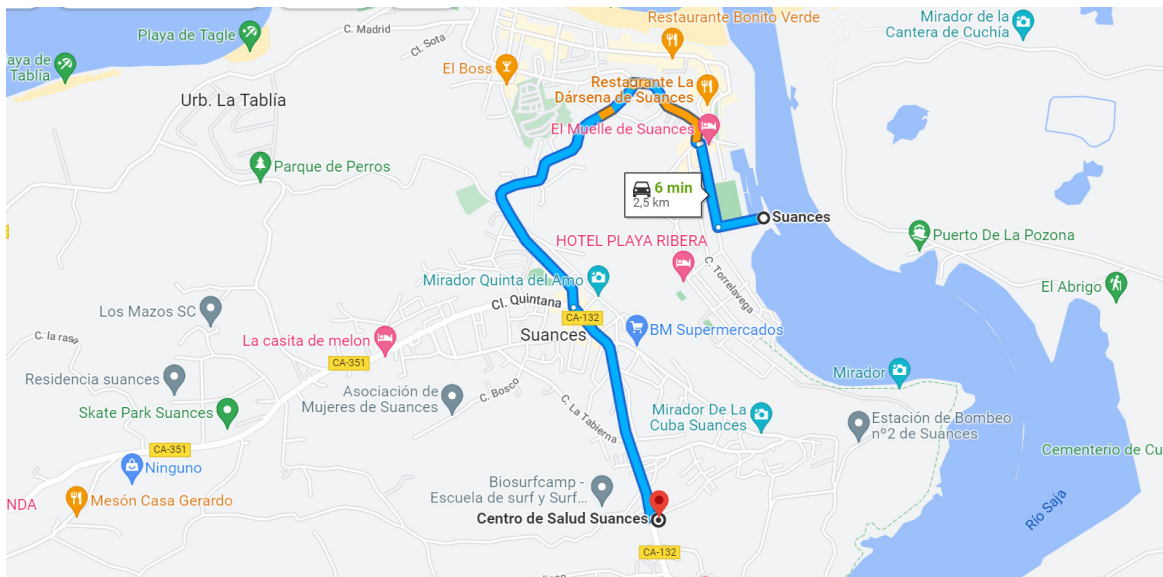 Restaurante Bonito Verde
Mirador de la
Cantera de Cuchía
Playa de Tagle
C. Madrid
Cl. Sota
aya de
Tablía
El Boss
Urb. La Tablía
Restaurante La
Dársena de Suances
El Muelle de Suances
Parque de Perros
6 min
2,5 km
Suances
HOTEL PLAYA RIBERA
Puerto De La Pozona
C. Torrelavega
Mirador Quinta del Amo
El Abrigo
Cl. Quintana
Los Mazos SC
CA-132
BM Supermercados
C. la rasa
La casita de melon
Suances
CA-351
Residencia suances
Mirador
Asociación de
Mujeres de Suances
C. Bosco
Skate Park Suances
C. La Tablerna
Mirador De La
Cuba Suances
Estación de Bombeo
nº2 de Suances
CA-351
Cementerio de Cu
Ninguno
Biosurfcamp -
Escuela de surf y Surf...
NDA
Mesón Casa Gerardo
Río Saja
Centro de Salud Suances
CA-132